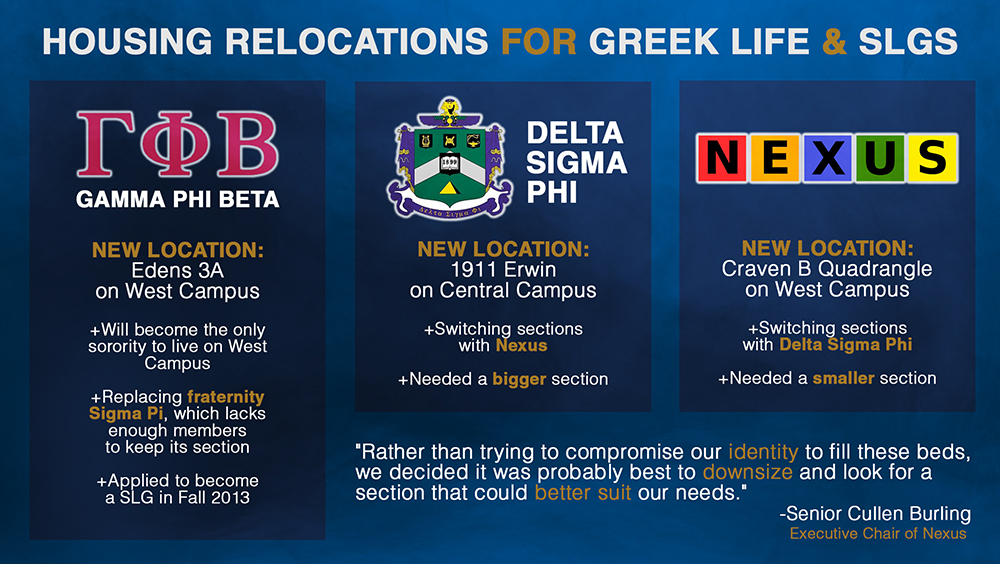 HOUSING RELOCATIONS FOR GREEK LIFE & SLGS
ΓΦΒ
GAMMA PHI BETA
NEW LOCATION:
Edens 3A
on West Campus
+Will become the only
sorority to live on West
Campus
+Replacing fraternity
Sigma Pi, which lacks
enough members
to keep its section
+Applied to become
a SLG in Fall 2013
1899
Delta Sigma Phi
DELTA
SIGMA
PHI
NEW LOCATION:
1911 Erwin
on Central Campus
+Switching sections
with Nexus
+Needed a bigger section
NEXUS
NEW LOCATION:
Craven B Quadrangle
on West Campus
+Switching sections
with Delta Sigma Phi
+Needed a smaller section
"Rather than trying to compromise our identity to fill these beds,
we decided it was probably best to downsize and look for a
section that could better suit our needs."
-Senior Cullen Burling
Executive Chair of Nexus